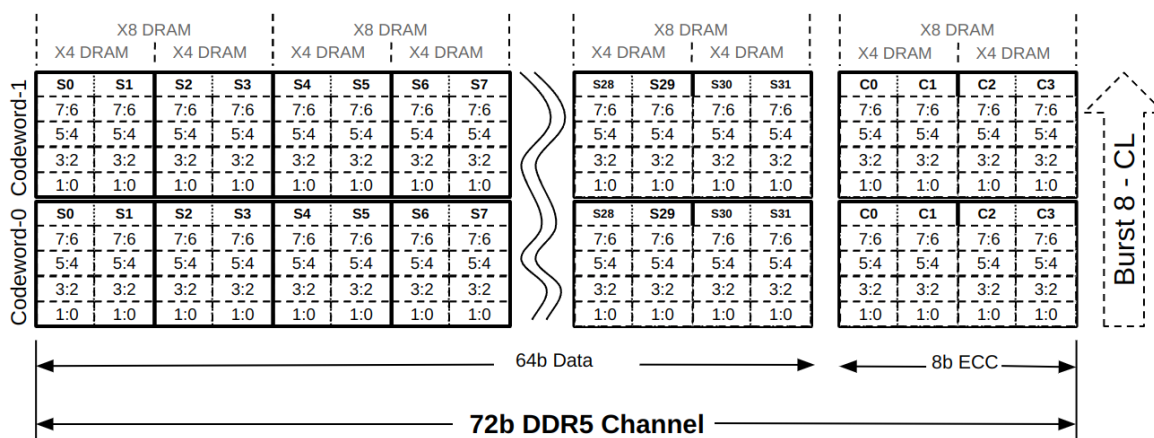 X8 DRAM X8 DRAM X8 DRAM X8 DRAM
X4 DRAM X4 DRAM X4 DRAM X4 DRAM X4 DRAM X4 DRAM X4 DRAM X4 DRAM
Codeword-1
S0 S1 S2 S3 S4 S5 S6 S7 S28 S29 S30 S31 C0 C1 C2 C3
7:6 7:6 7:6 7:6 7:6 7:6 7:6 7:6 7:6 7:6 7:6 7:6 7:6 7:6 7:6 7:6
5:4 5:4 5:4 5:4 5:4 5:4 5:4 5:4 5:4 5:4 5:4 5:4 5:4 5:4 5:4 5:4
3:2 3:2 3:2 3:2 3:2 3:2 3:2 3:2 3:2 3:2 3:2 3:2 3:2 3:2 3:2 3:2
1:0 1:0 1:0 1:0 1:0 1:0 1:0 1:0 1:0 1:0 1:0 1:0 1:0 1:0 1:0 1:0
Codeword-0
S0 S1 S2 S3 S4 S5 S6 S7 S28 S29 S30 S31 C0 C1 C2 C3
7:6 7:6 7:6 7:6 7:6 7:6 7:6 7:6 7:6 7:6 7:6 7:6 7:6 7:6 7:6 7:6
5:4 5:4 5:4 5:4 5:4 5:4 5:4 5:4 5:4 5:4 5:4 5:4 5:4 5:4 5:4 5:4
3:2 3:2 3:2 3:2 3:2 3:2 3:2 3:2 3:2 3:2 3:2 3:2 3:2 3:2 3:2 3:2
1:0 1:0 1:0 1:0 1:0 1:0 1:0 1:0 1:0 1:0 1:0 1:0 1:0 1:0 1:0 1:0
Burst 8 - CL
64b Data 8b ECC
72b DDR5 Channel